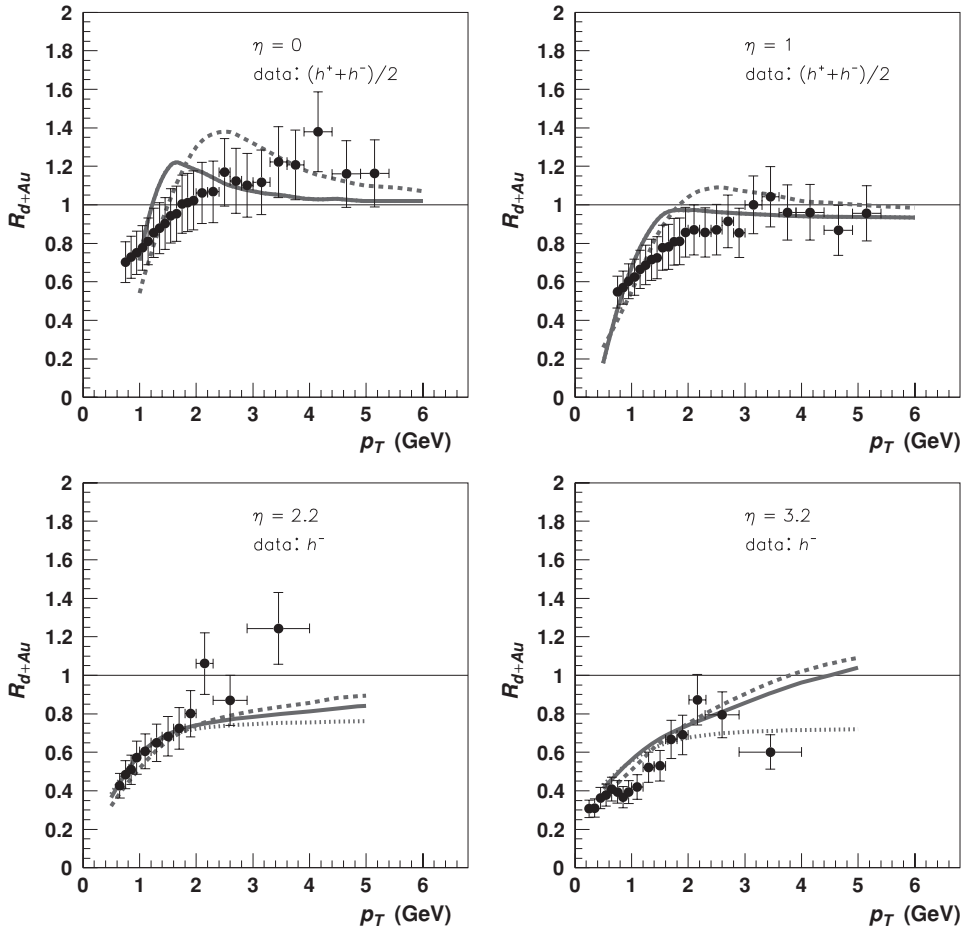 2
1.8
1.6
1.4
1.2
1
0.8
0.6
0.4
0.2
0
R_{d+Au}
η = 0
data: (h⁺+h⁻)/2
0 1 2 3 4 5 6
p_T (GeV)
2
1.8
1.6
1.4
1.2
1
0.8
0.6
0.4
0.2
0
R_{d+Au}
η = 1
data: (h⁺+h⁻)/2
0 1 2 3 4 5 6
p_T (GeV)
2
1.8
1.6
1.4
1.2
1
0.8
0.6
0.4
0.2
0
R_{d+Au}
η = 2.2
data: h⁻
0 1 2 3 4 5 6
p_T (GeV)
2
1.8
1.6
1.4
1.2
1
0.8
0.6
0.4
0.2
0
R_{d+Au}
η = 3.2
data: h⁻
0 1 2 3 4 5 6
p_T (GeV)